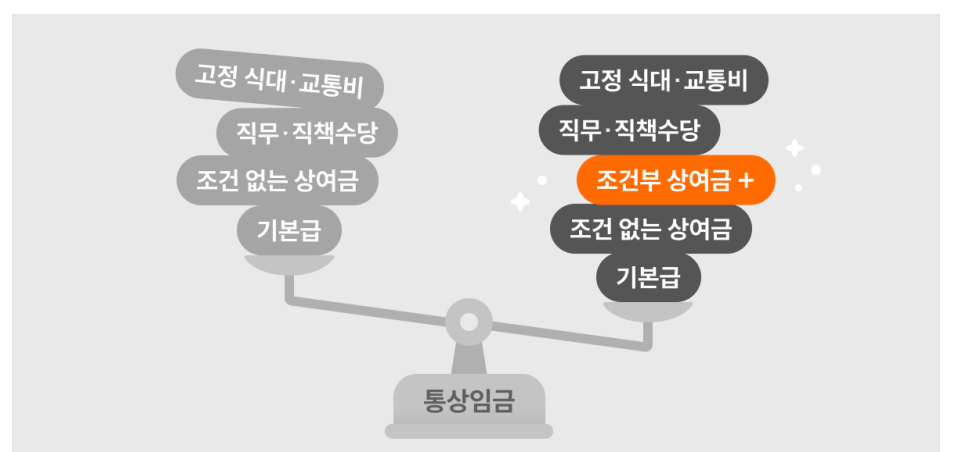 고정 식대·교통비
직무·직책수당
조건 없는 상여금
기본급
고정 식대·교통비
직무·직책수당
조건부 상여금 +
조건 없는 상여금
기본급
통상임금